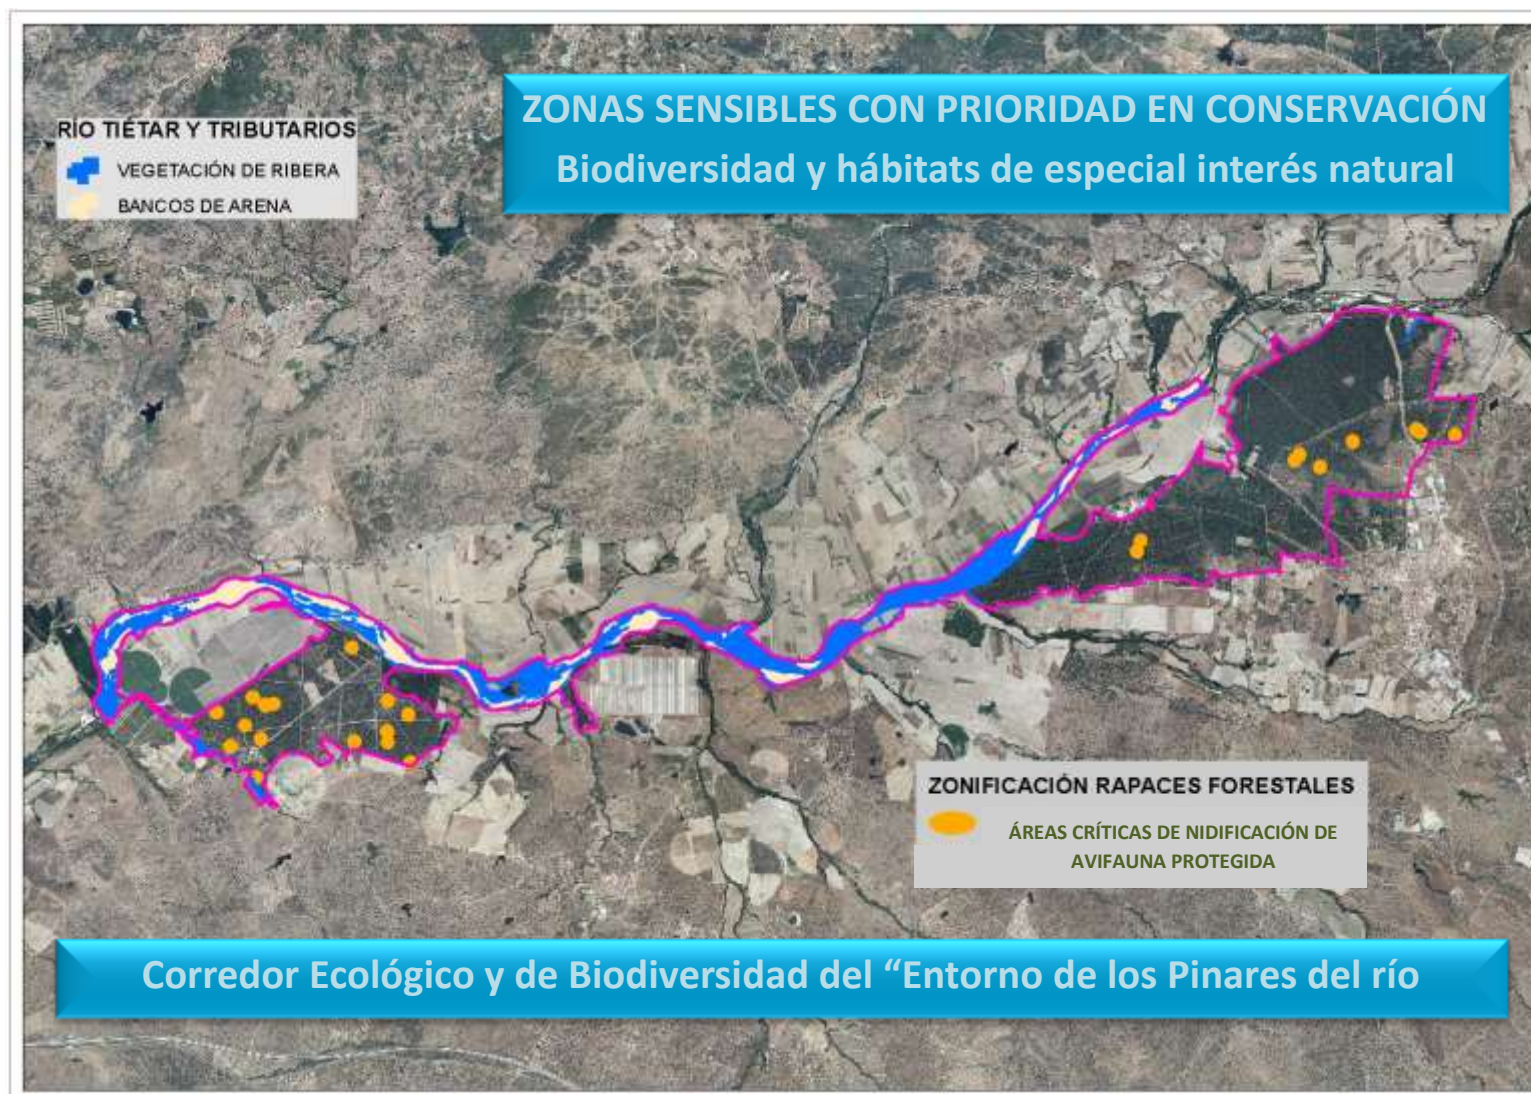 ZONAS SENSIBLES CON PRIORIDAD EN CONSERVACIÓN
Biodiversidad y hábitats de especial interés natural
RÍO TIÉTAR Y TRIBUTARIOS
VEGETACIÓN DE RIBERA
BANCOS DE ARENA
ZONIFICACIÓN RAPACES FORESTALES
ÁREAS CRÍTICAS DE NIDIFICACIÓN DE
AVIFAUNA PROTEGIDA
Corredor Ecológico y de Biodiversidad del “Entorno de los Pinares del río